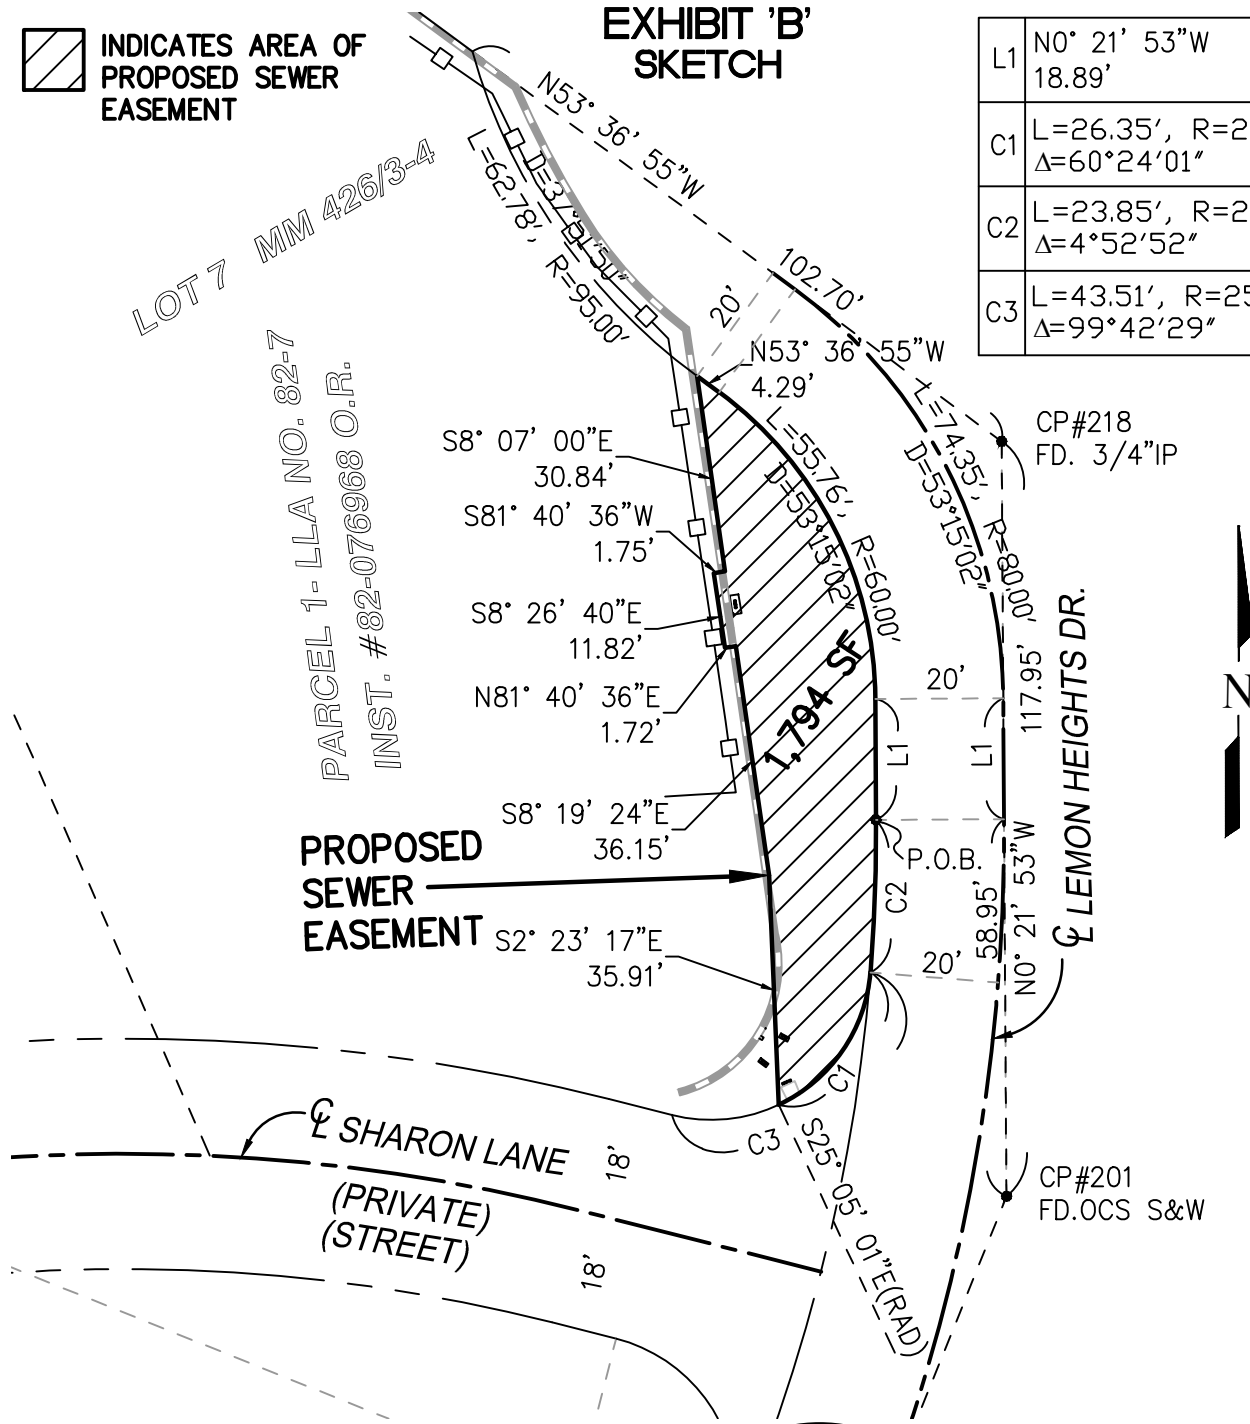 EXHIBIT 'B'
SKETCH
INDICATES AREA OF
PROPOSED SEWER
EASEMENT
L1 N0° 21' 53"W
18.89'
C1 L=26.35', R=2
Δ=60°24'01"
C2 L=23.85', R=2
Δ=4°52'52"
C3 L=43.51', R=25
Δ=99°42'29"
N53° 36' 55"W
102.70'
L=62.78', R=95.00'
D=37°51'50"
LOT 7 MM 426/3-4
20'
N53° 36' 55"W
4.29'
L=74.35', R=80.00'
D=53°15'02"
CP#218
FD. 3/4"IP
L=55.76', R=60.00'
D=53°15'02"
PARCEL 1- LLA NO. 82-7
INST. #82-076968 O.R.
S8° 07' 00"E
30.84'
S81° 40' 36"W
1.75'
S8° 26' 40"E
11.82'
N81° 40' 36"E
1.72'
1,794 SF
20'
117.95'
L1
L1
N
℄ LEMON HEIGHTS DR.
S8° 19' 24"E
36.15'
PROPOSED
SEWER
EASEMENT
P.O.B.
C2
58.95'
N0° 21' 53"W
S2° 23' 17"E
35.91'
20'
C1
C3
℄ SHARON LANE
(PRIVATE)
(STREET)
18'
18'
S25° 05' 01"E(RAD)
CP#201
FD.OCS S&W